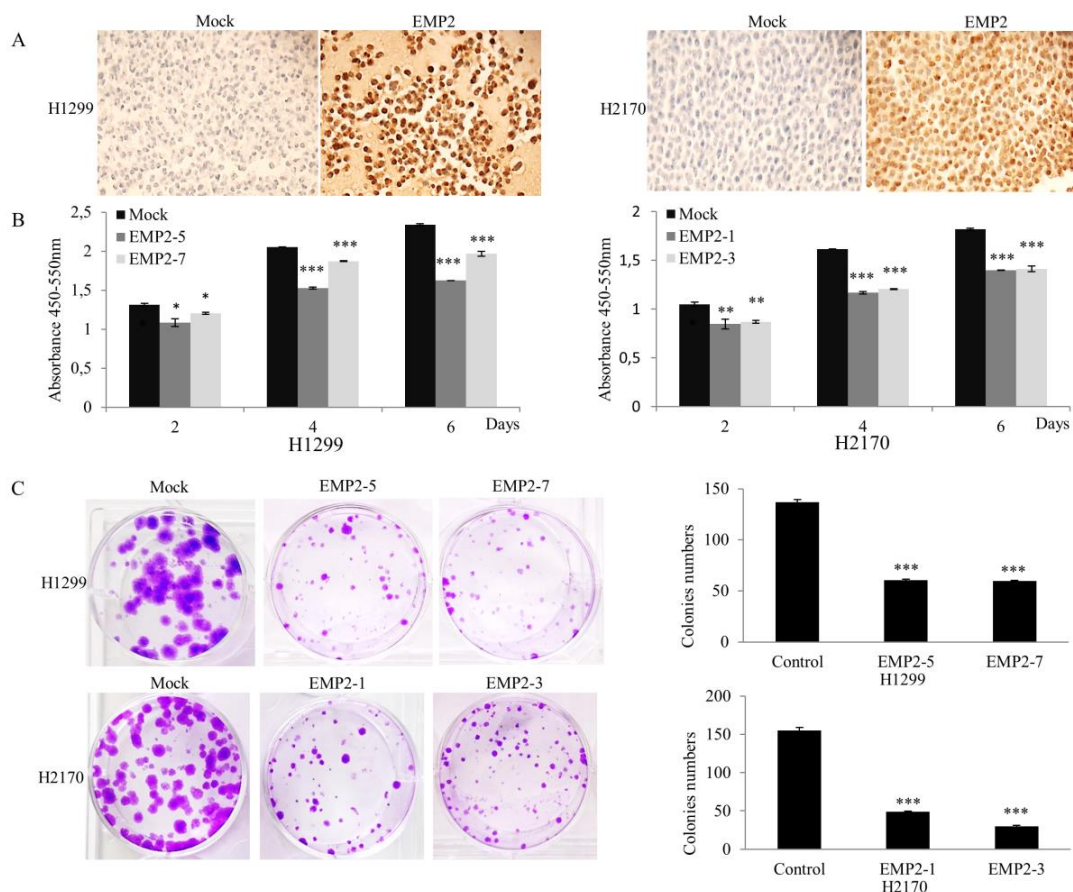 Mock EMP2 Mock EMP2
A
H1299 H2170
B
2,5
2
1,5
1
0,5
0
Absorbance 450-550nm
Mock
EMP2-5
EMP2-7
* *
*** ***
*** ***
2 4 6 Days
H1299
2
1,5
1
0,5
0
Absorbance 450-550nm
Mock
EMP2-1
EMP2-3
** **
*** ***
*** ***
2 4 6 Days
H2170
C
Mock EMP2-5 EMP2-7
H1299
Mock EMP2-1 EMP2-3
H2170
150
100
50
0
Colonies numbers
*** ***
Control EMP2-5 EMP2-7
H1299
200
150
100
50
0
Colonies numbers
*** ***
Control EMP2-1 EMP2-3
H2170